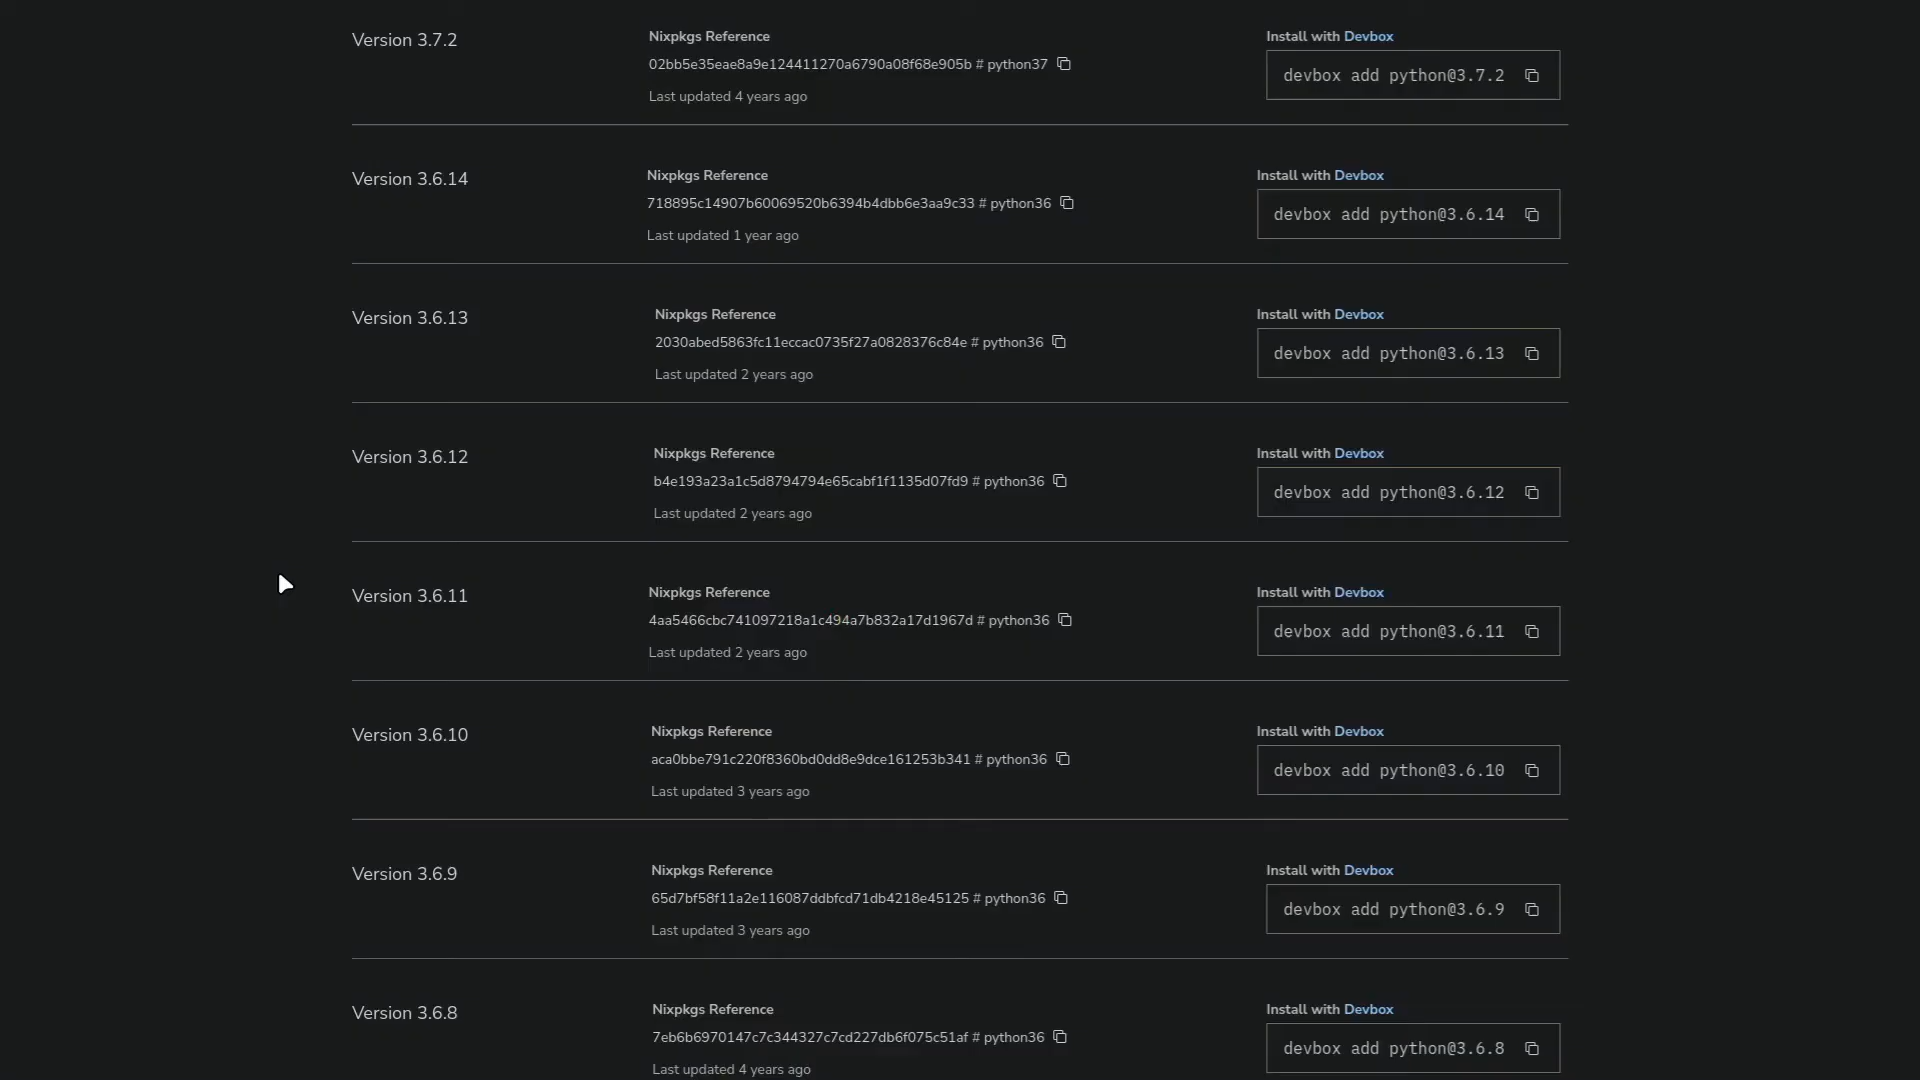 Version 3.7.2
Nixpkgs Reference
02bb5e35eae8a9e124411270a6790a08f68e905b # python37
Last updated 4 years ago
Install with Devbox
devbox add python@3.7.2
Version 3.6.14
Nixpkgs Reference
718895c14907b60069520b6394b4dbb6e3aa9c33 # python36
Last updated 1 year ago
Install with Devbox
devbox add python@3.6.14
Version 3.6.13
Nixpkgs Reference
2030abed5863fc11eccac0735f27a0828376c84e # python36
Last updated 2 years ago
Install with Devbox
devbox add python@3.6.13
Version 3.6.12
Nixpkgs Reference
b4e193a23a1c5d8794794e65cabf1f1135d07fd9 # python36
Last updated 2 years ago
Install with Devbox
devbox add python@3.6.12
Version 3.6.11
Nixpkgs Reference
4aa5466cbc741097218a1c494a7b832a17d1967d # python36
Last updated 2 years ago
Install with Devbox
devbox add python@3.6.11
Version 3.6.10
Nixpkgs Reference
aca0bbe791c220f8360bd0dd8e9dce161253b341 # python36
Last updated 3 years ago
Install with Devbox
devbox add python@3.6.10
Version 3.6.9
Nixpkgs Reference
65d7bf58f11a2e116087ddbfcd71db4218e45125 # python36
Last updated 3 years ago
Install with Devbox
devbox add python@3.6.9
Version 3.6.8
Nixpkgs Reference
7eb6b6970147c7c344327c7cd227db6f075c51af # python36
Last updated 4 years ago
Install with Devbox
devbox add python@3.6.8